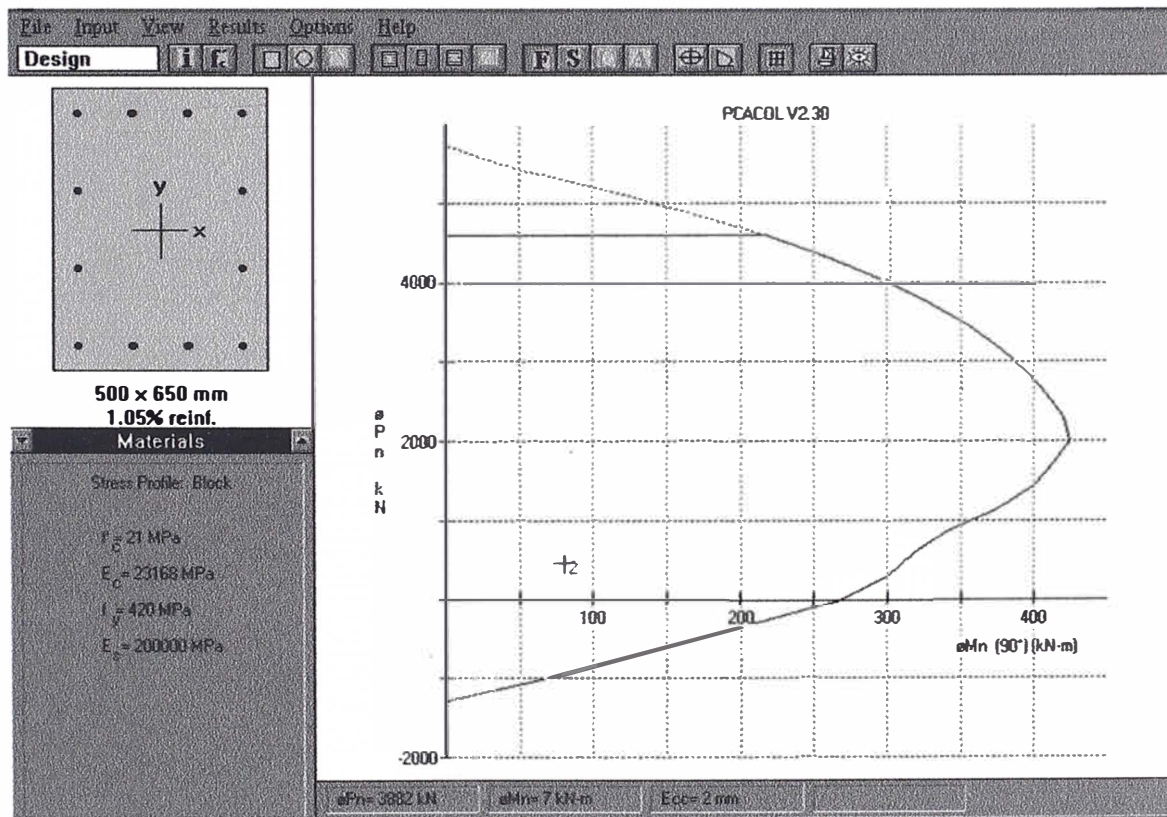 File Input View Results Options Help
Design
i f
F S
y
x
500 x 650 mm
1.05% reinf.
Materials
Stress Profile: Block
f'c = 21 MPa
Ec = 23168 MPa
fy = 420 MPa
Es = 200000 MPa
PCACOL V2.30
4000
2000
-2000
øPn kN
2
100 200 300 400
øMn (90°) (kN-m)
øPn= 3882 kN øMn= 7 kN-m Ecc= 2 mm